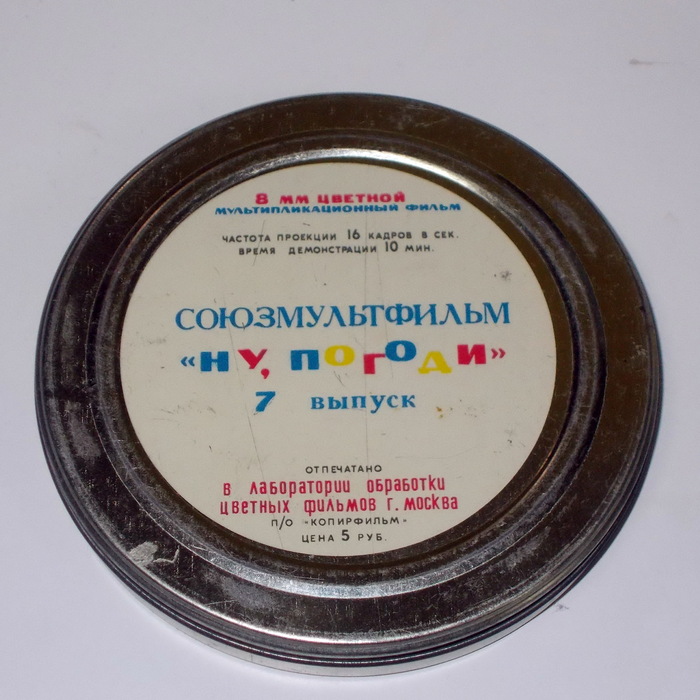 8 мм цветной
мультипликационный фильм
частота проекции 16 кадров в сек.
время демонстрации 10 мин.
СОЮЗМУЛЬТФИЛЬМ
«НУ, ПОГОДИ»
7 выпуск
отпечатано
в лаборатории обработки
цветных фильмов г. москва
п/о «копирфильм»
цена 5 руб.